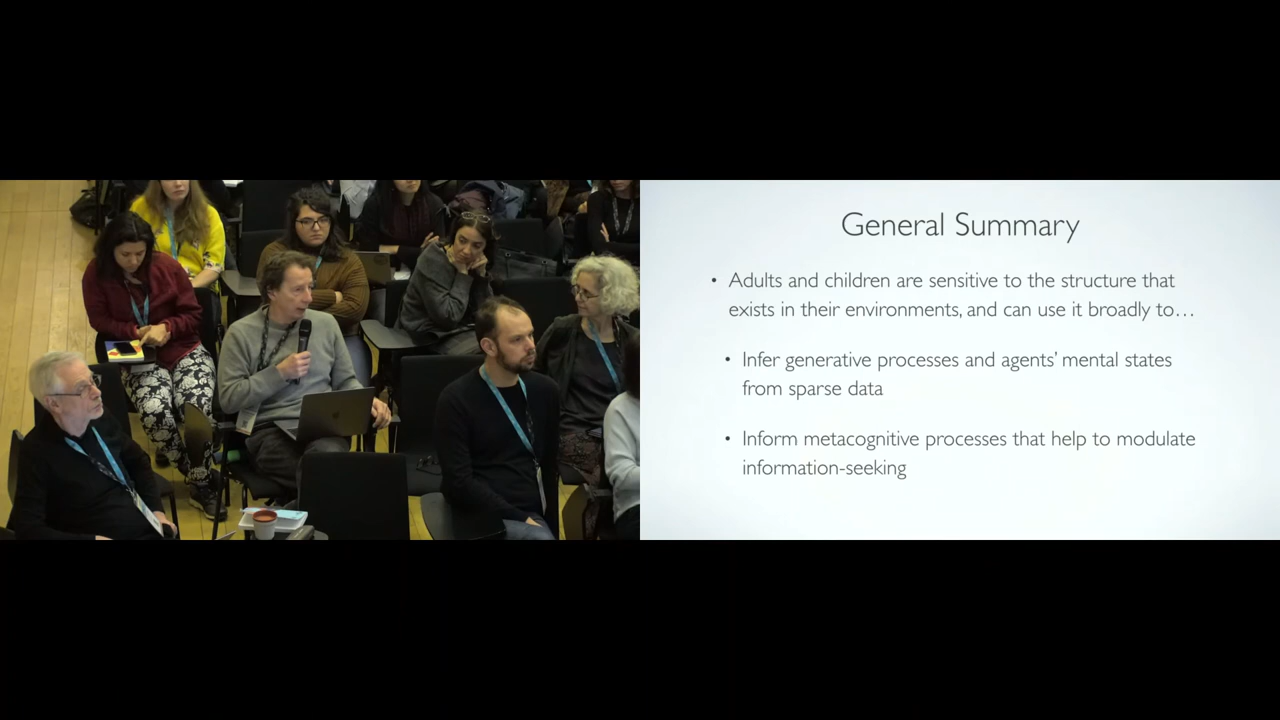 General Summary
• Adults and children are sensitive to the structure that
exists in their environments, and can use it broadly to…
• Infer generative processes and agents’ mental states
from sparse data
• Inform metacognitive processes that help to modulate
information-seeking